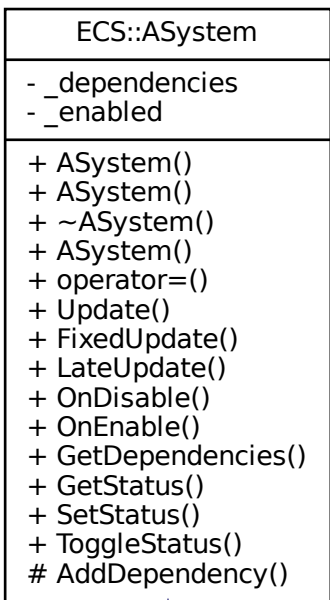 ECS::ASystem
- _dependencies
- _enabled
+ ASystem()
+ ASystem()
+ ~ASystem()
+ ASystem()
+ operator=()
+ Update()
+ FixedUpdate()
+ LateUpdate()
+ OnDisable()
+ OnEnable()
+ GetDependencies()
+ GetStatus()
+ SetStatus()
+ ToggleStatus()
# AddDependency()